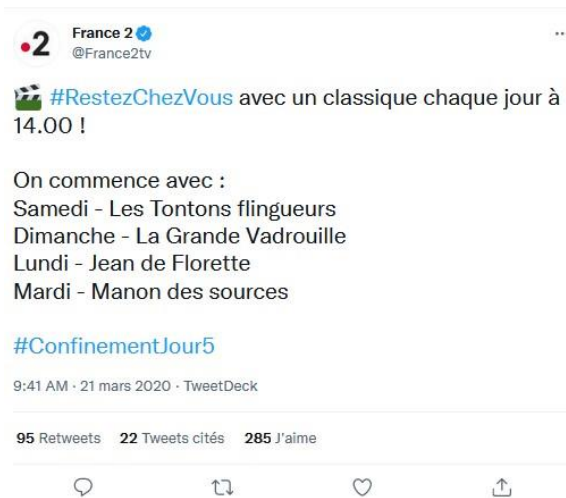 2
France 2
@France2tv
#RestezChezVous avec un classique chaque jour à
14.00 !
On commence avec :
Samedi - Les Tontons flingueurs
Dimanche - La Grande Vadrouille
Lundi - Jean de Florette
Mardi - Manon des sources
#ConfinementJour5
9:41 AM · 21 mars 2020 · TweetDeck
95 Retweets 22 Tweets cités 285 J'aime